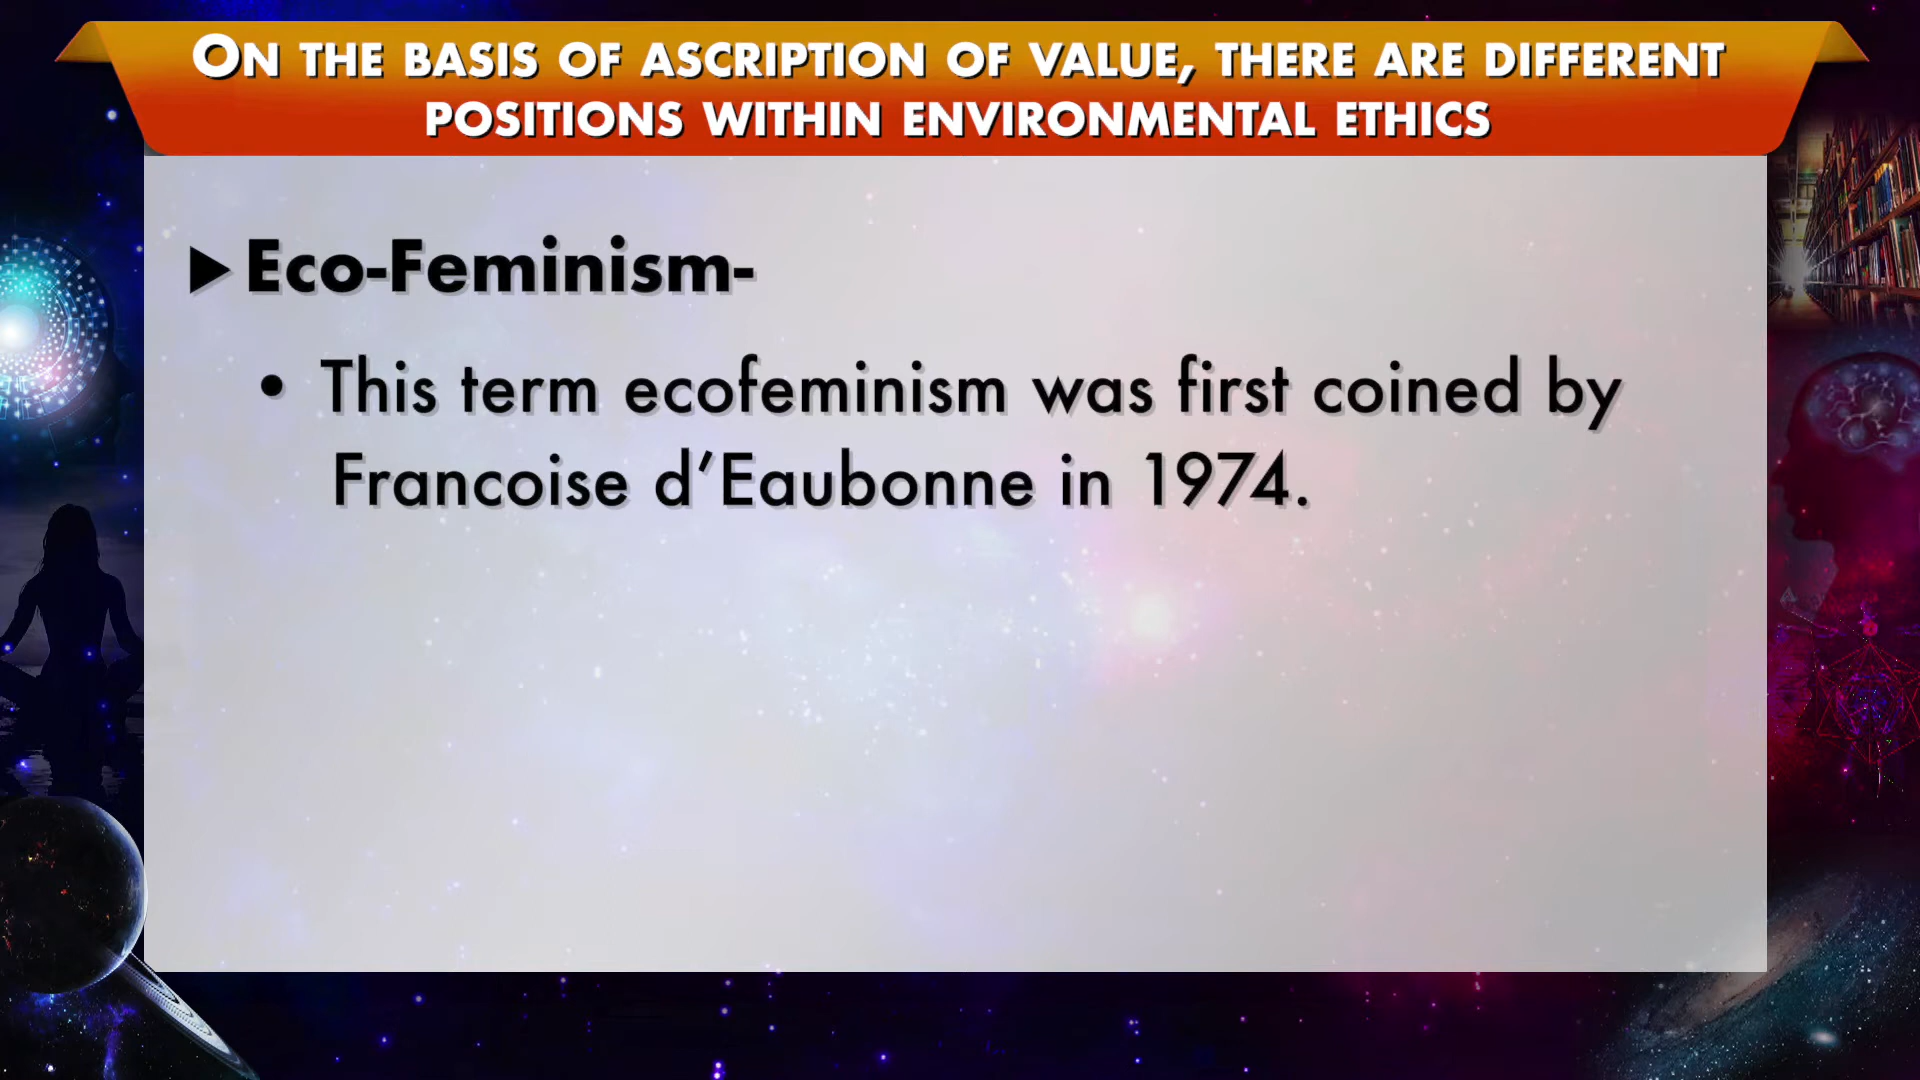 ON THE BASIS OF ASCRIPTION OF VALUE, THERE ARE DIFFERENT
POSITIONS WITHIN ENVIRONMENTAL ETHICS
▶Eco-Feminism-
• This term ecofeminism was first coined by
Francoise d’Eaubonne in 1974.